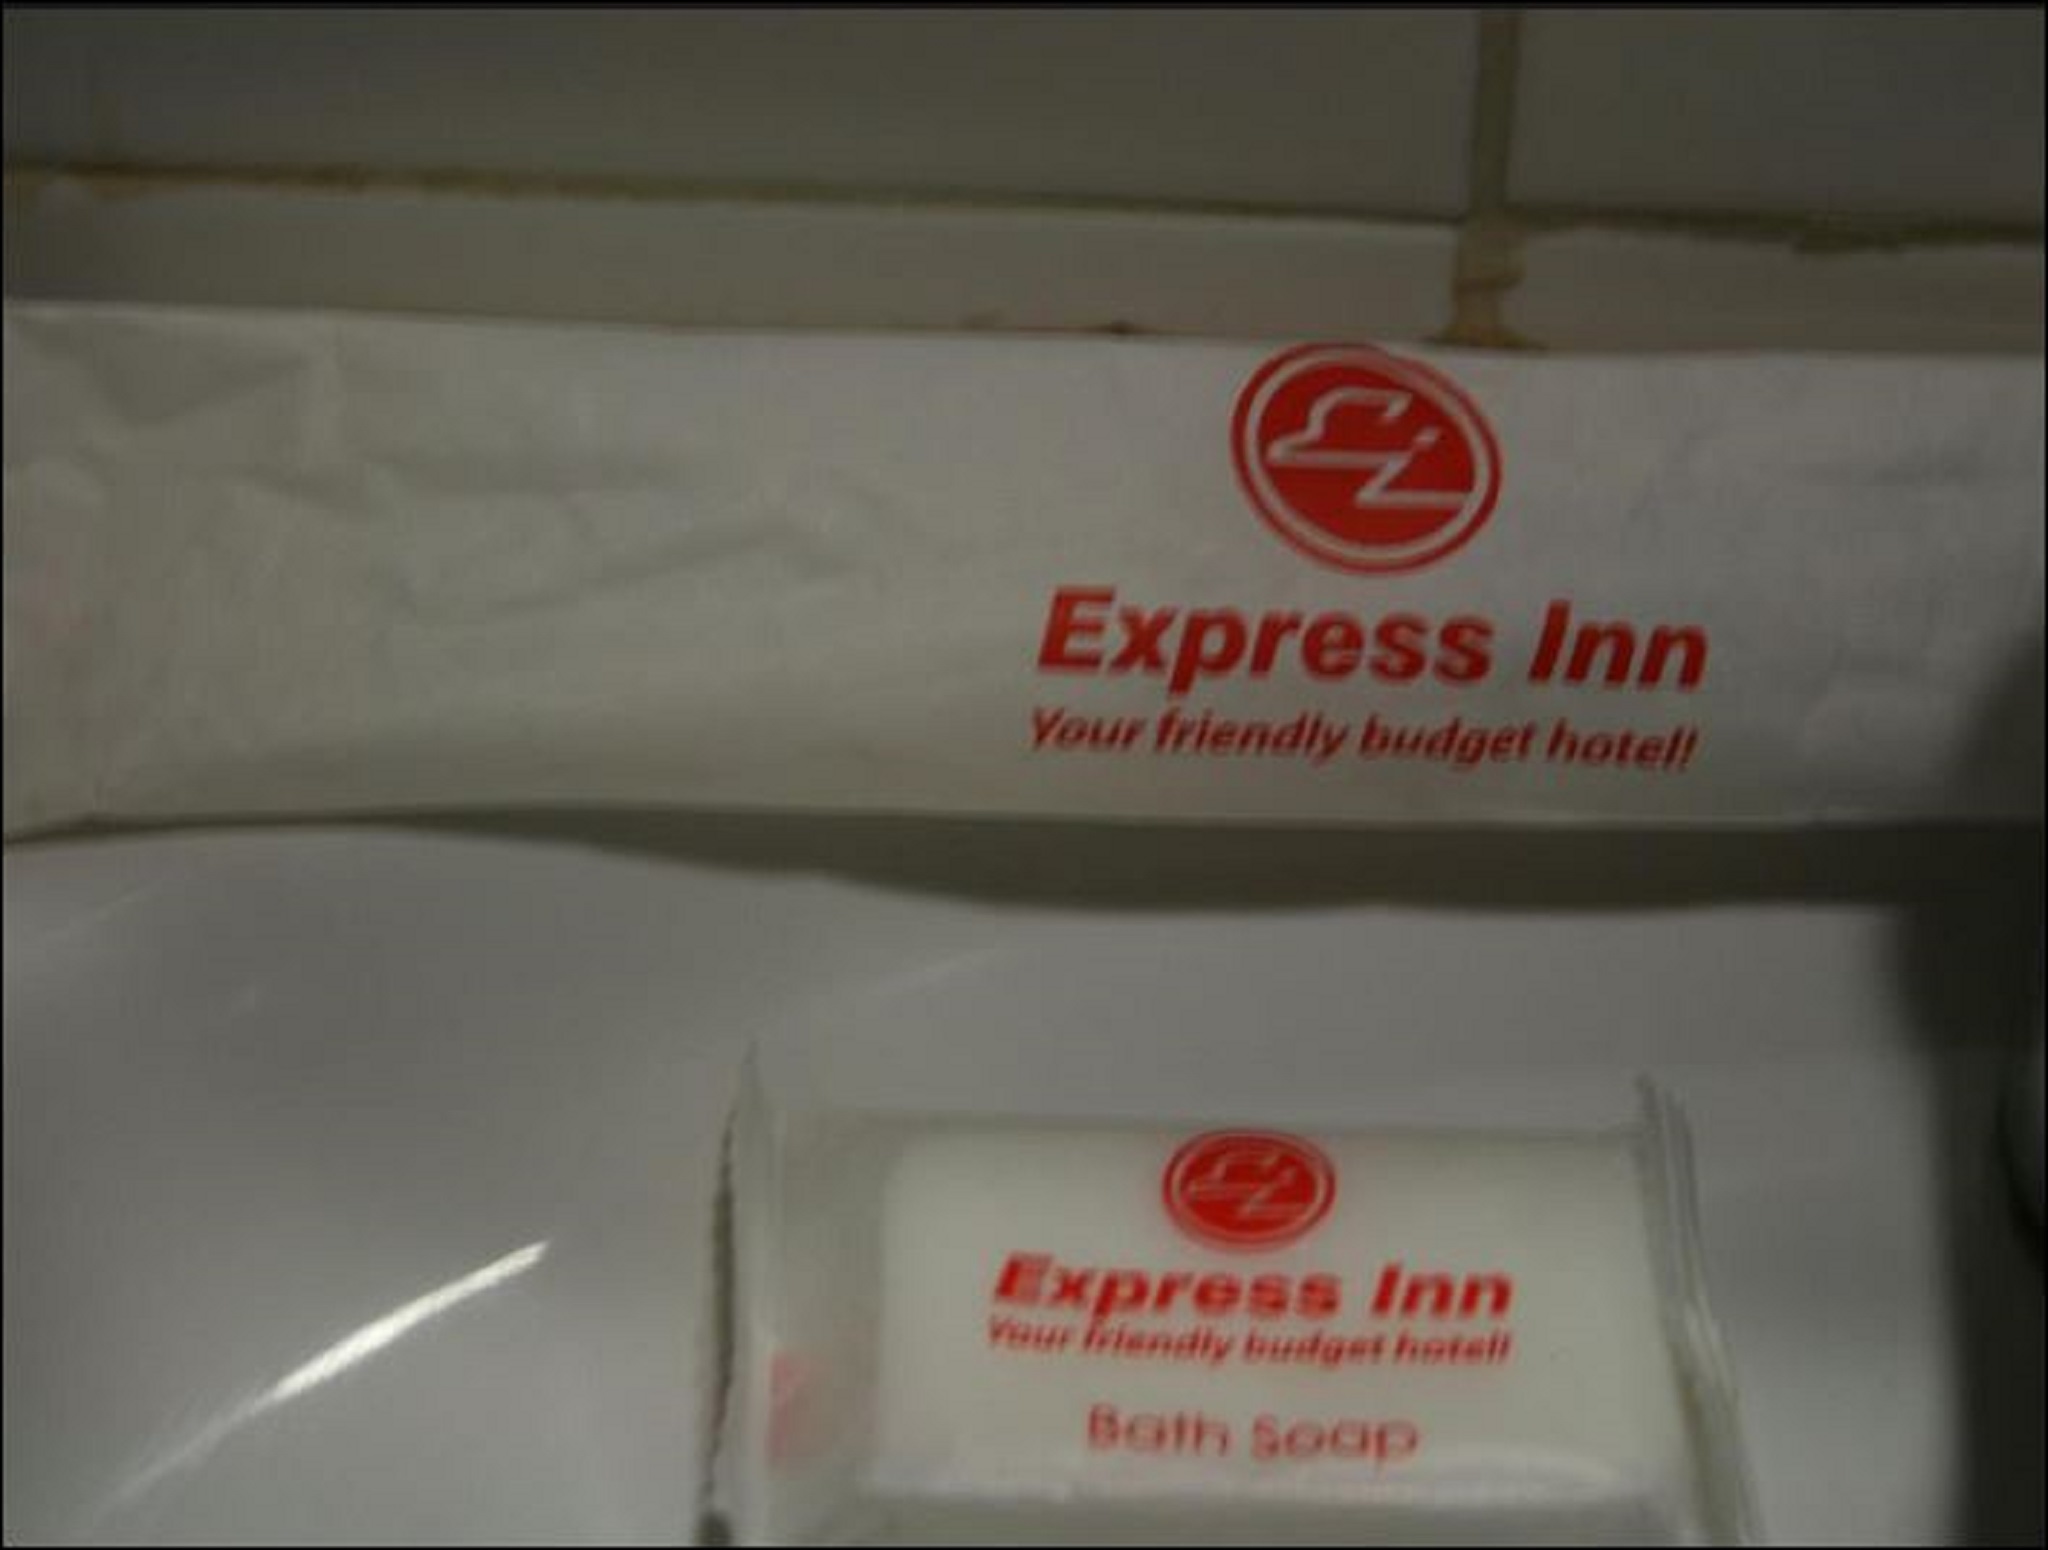 Express Inn
Your friendly budget hotel!
Express Inn
Your friendly budget hotel!
Bath Soap